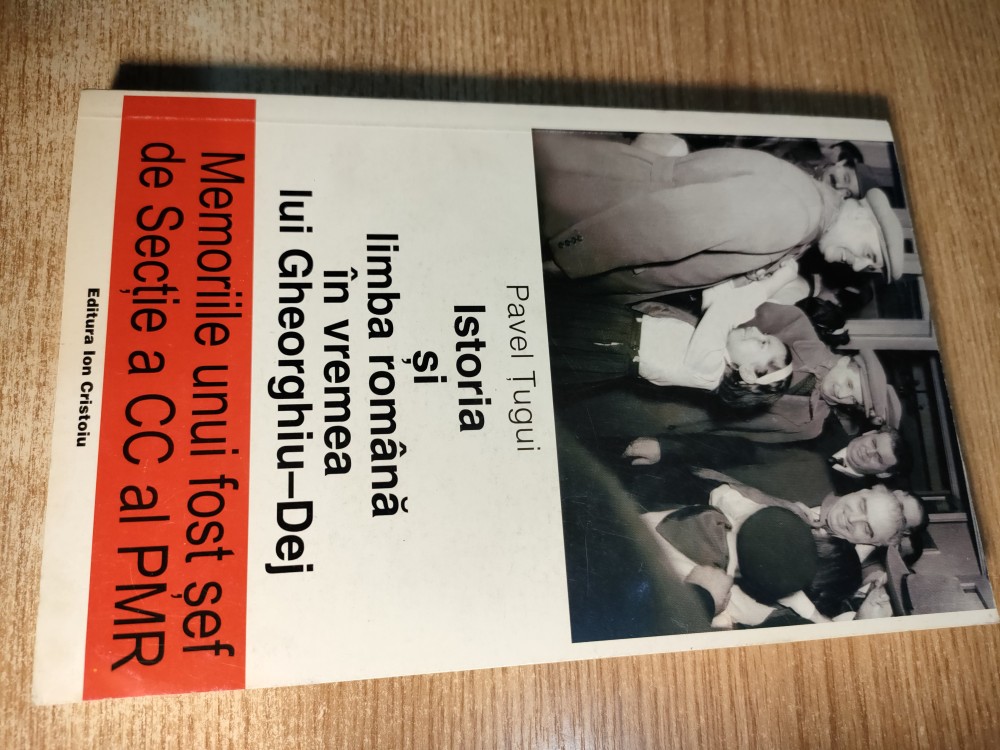 Pavel Țugui
Istoria
și
limba română
în vremea
lui Gheorghiu–Dej
Memoriile unui fost șef
de Secție a CC al PMR
Editura Ion Cristoiu